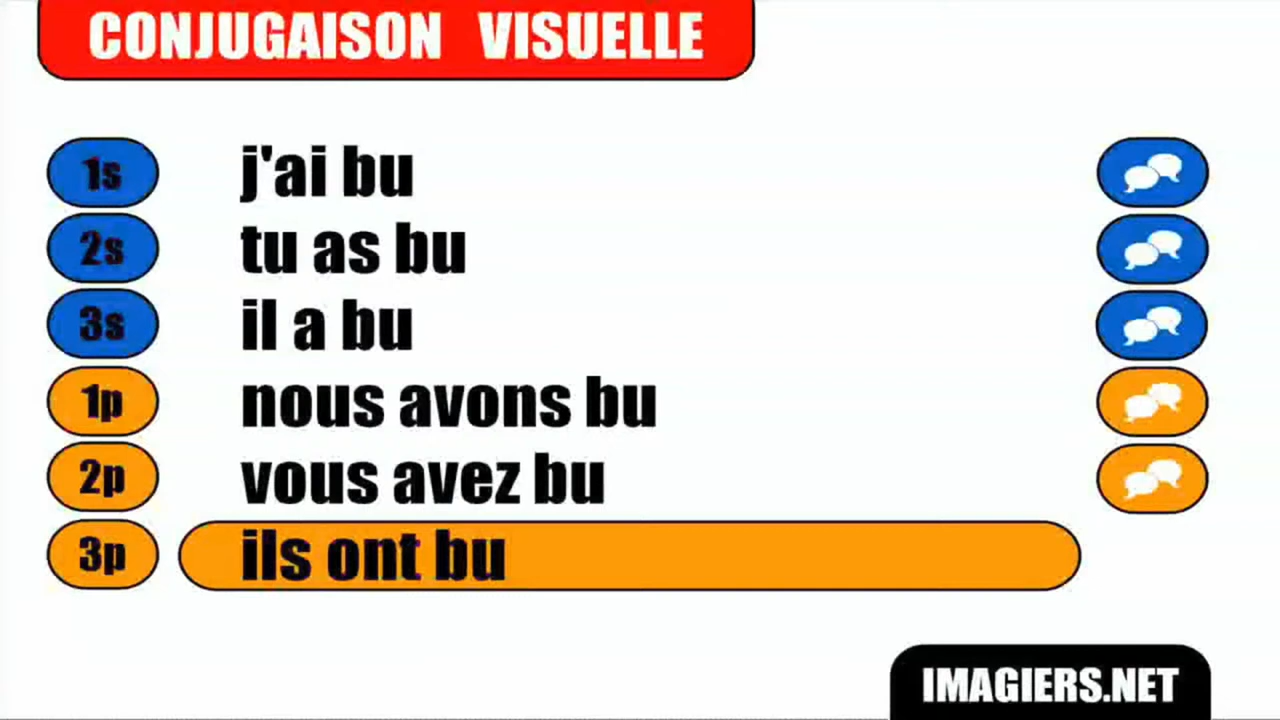 CONJUGAISON VISUELLE
1s j'ai bu
2s tu as bu
3s il a bu
1p nous avons bu
2p vous avez bu
3p ils ont bu
IMAGIERS.NET